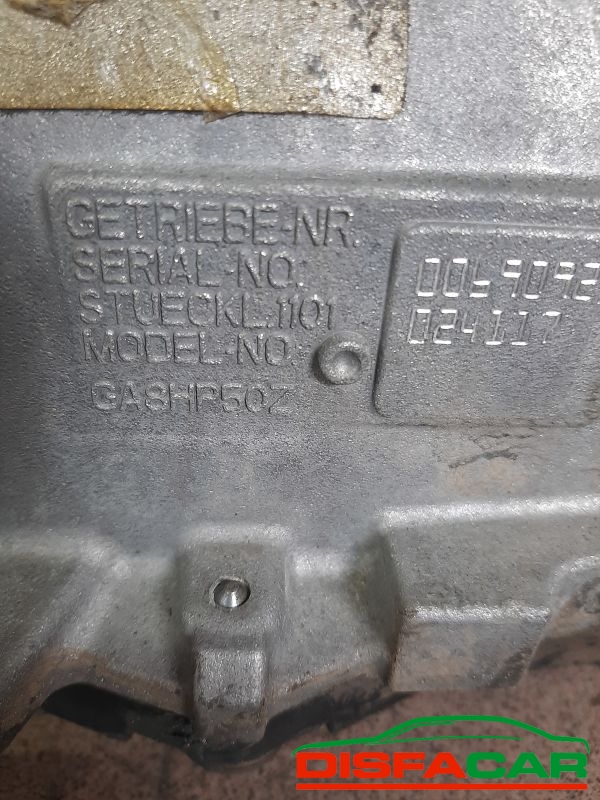 GETRIEBE-NR.
SERIAL-NO.:
STUECKL.1101
MODEL-NO.:
GA8HP50Z
0069092
024117
DISFACAR